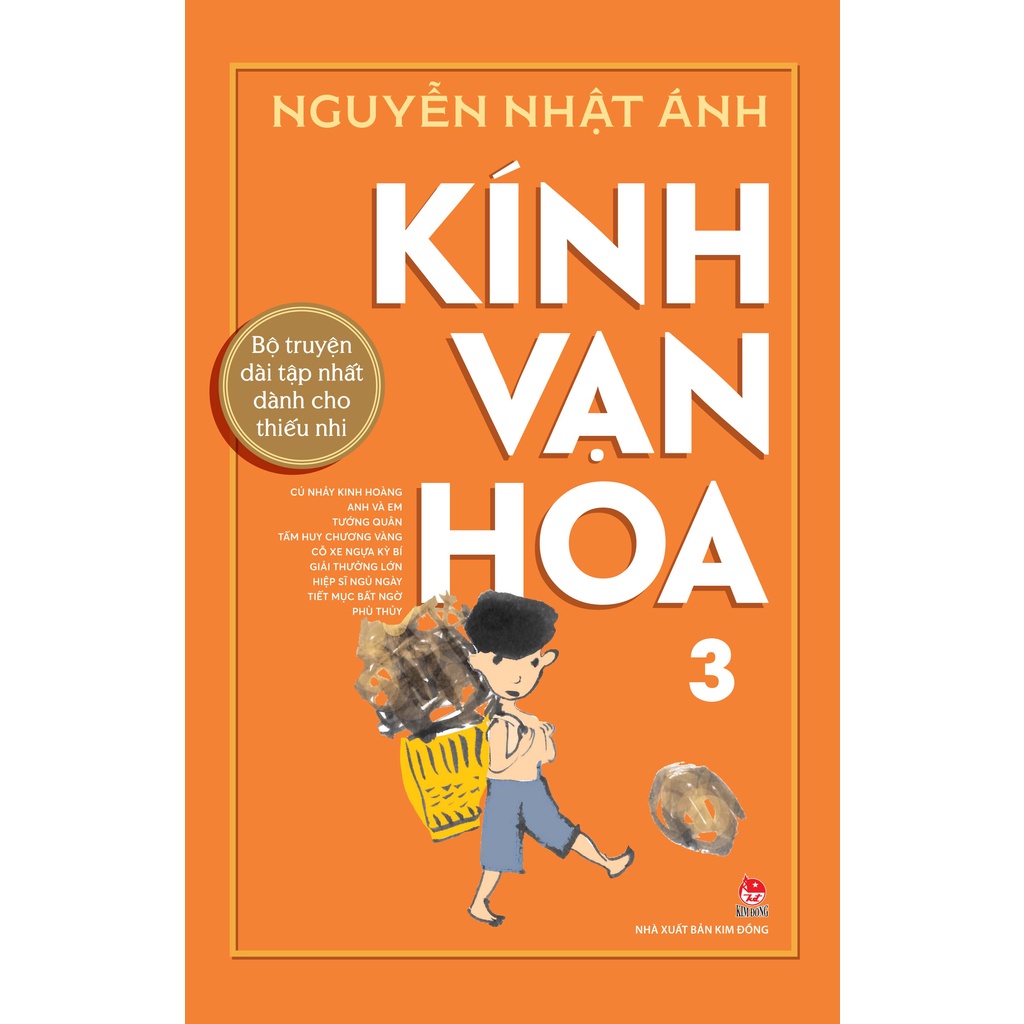 NGUYỄN NHẬT ÁNH
KÍNH
VẠN
HOA
Bộ truyện
dài tập nhất
dành cho
thiếu nhi
CÚ NHẢY KINH HOÀNG
ANH VÀ EM
TƯỚNG QUÂN
TẤM HUY CHƯƠNG VÀNG
CỖ XE NGỰA KỲ BÍ
GIẢI THƯỞNG LỚN
HIỆP SĨ NGỦ NGÀY
TIẾT MỤC BẤT NGỜ
PHÙ THỦY
3
KIM ĐỒNG
NHÀ XUẤT BẢN KIM ĐỒNG